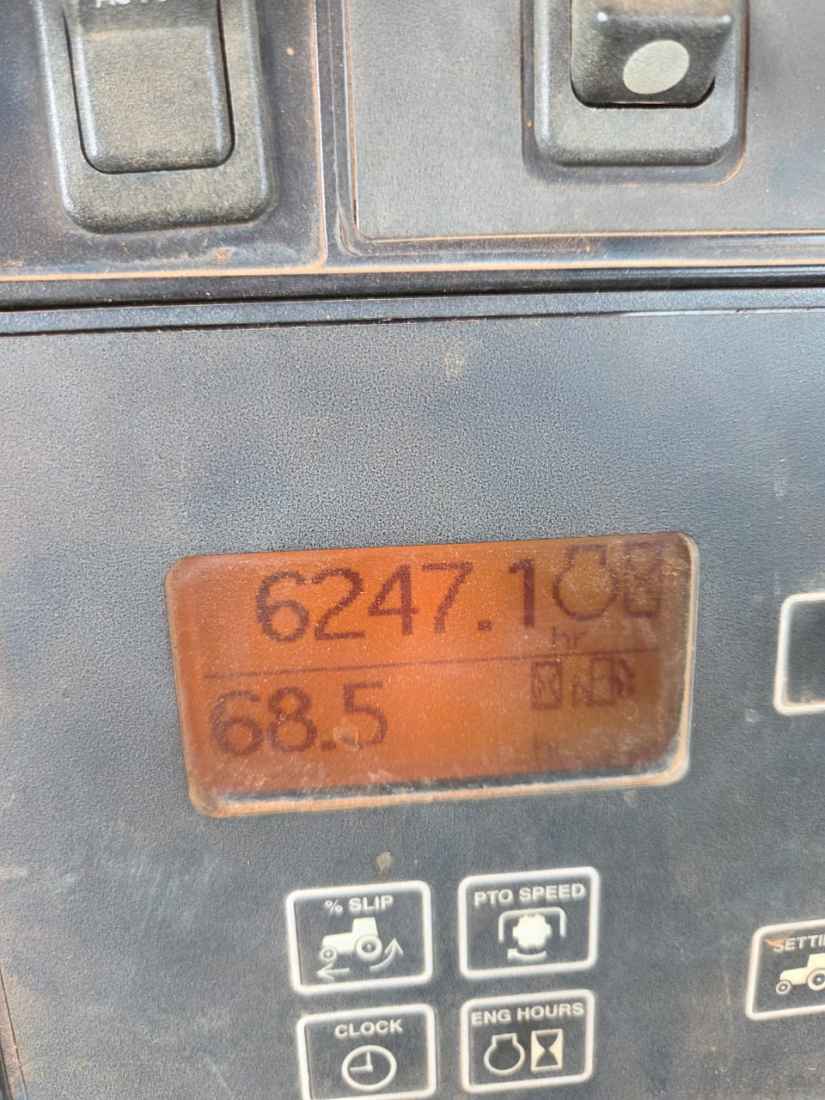 6247.1
hr
68.5
% SLIP
PTO SPEED
CLOCK
ENG HOURS